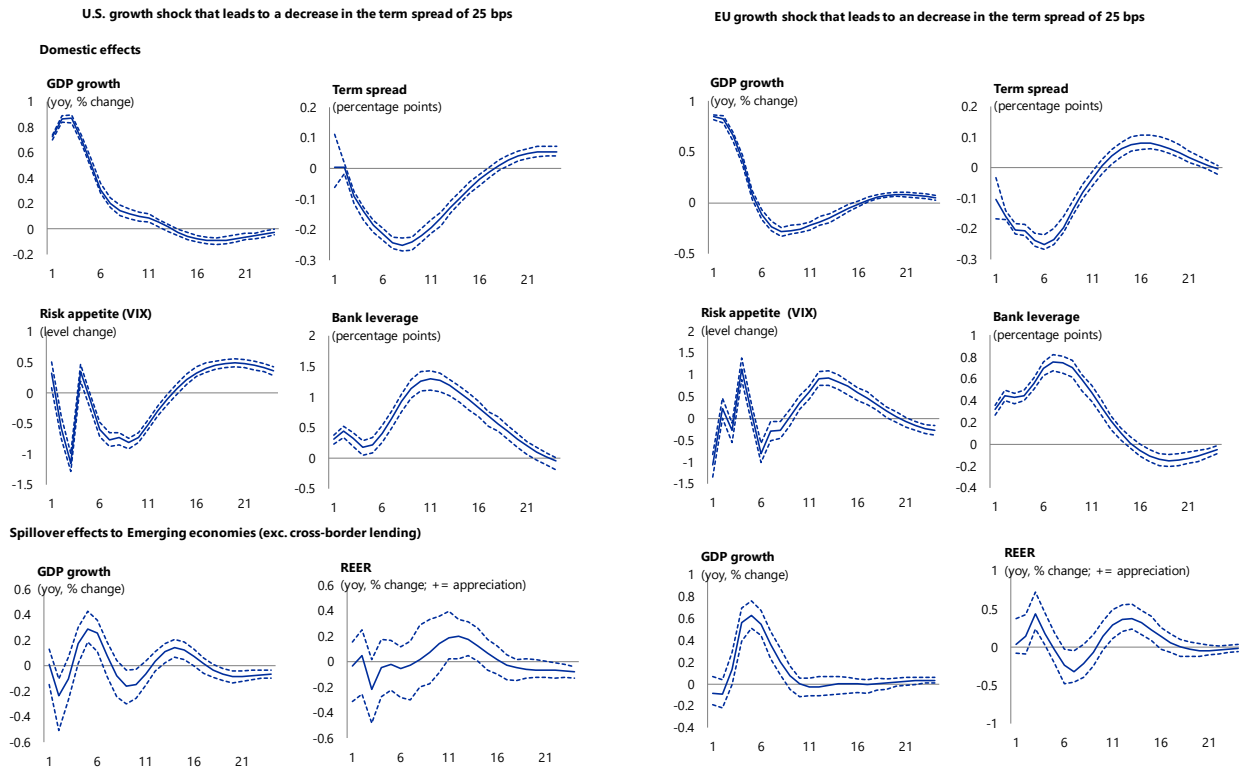 U.S. growth shock that leads to a decrease in the term spread of 25 bps
Domestic effects
GDP growth
(yoy, % change)
1
0.8
0.6
0.4
0.2
0
-0.2
1 6 11 16 21
Term spread
(percentage points)
0.2
0.1
0
-0.1
-0.2
-0.3
1 6 11 16 21
Risk appetite (VIX)
(level change)
1
0.5
0
-0.5
-1
-1.5
1 6 11 16 21
Bank leverage
(percentage points)
2
1.5
1
0.5
0
-0.5
1 6 11 16 21
Spillover effects to Emerging economies (exc. cross-border lending)
GDP growth
(yoy, % change)
0.6
0.4
0.2
0
-0.2
-0.4
-0.6
1 6 11 16 21
REER
(yoy, % change; += appreciation)
0.6
0.4
0.2
0
-0.2
-0.4
-0.6
1 6 11 16 21
EU growth shock that leads to an decrease in the term spread of 25 bps
GDP growth
(yoy, % change)
1
0.5
0
-0.5
1 6 11 16 21
Term spread
(percentage points)
0.2
0.1
0
-0.1
-0.2
-0.3
1 6 11 16 21
Risk appetite (VIX)
(level change)
2
1.5
1
0.5
0
-0.5
-1
-1.5
1 6 11 16 21
Bank leverage
(percentage points)
1
0.8
0.6
0.4
0.2
0
-0.2
-0.4
1 6 11 16 21
GDP growth
(yoy, % change)
1
0.8
0.6
0.4
0.2
0
-0.2
-0.4
1 6 11 16 21
REER
(yoy, % change; += appreciation)
1
0.5
0
-0.5
-1
1 6 11 16 21